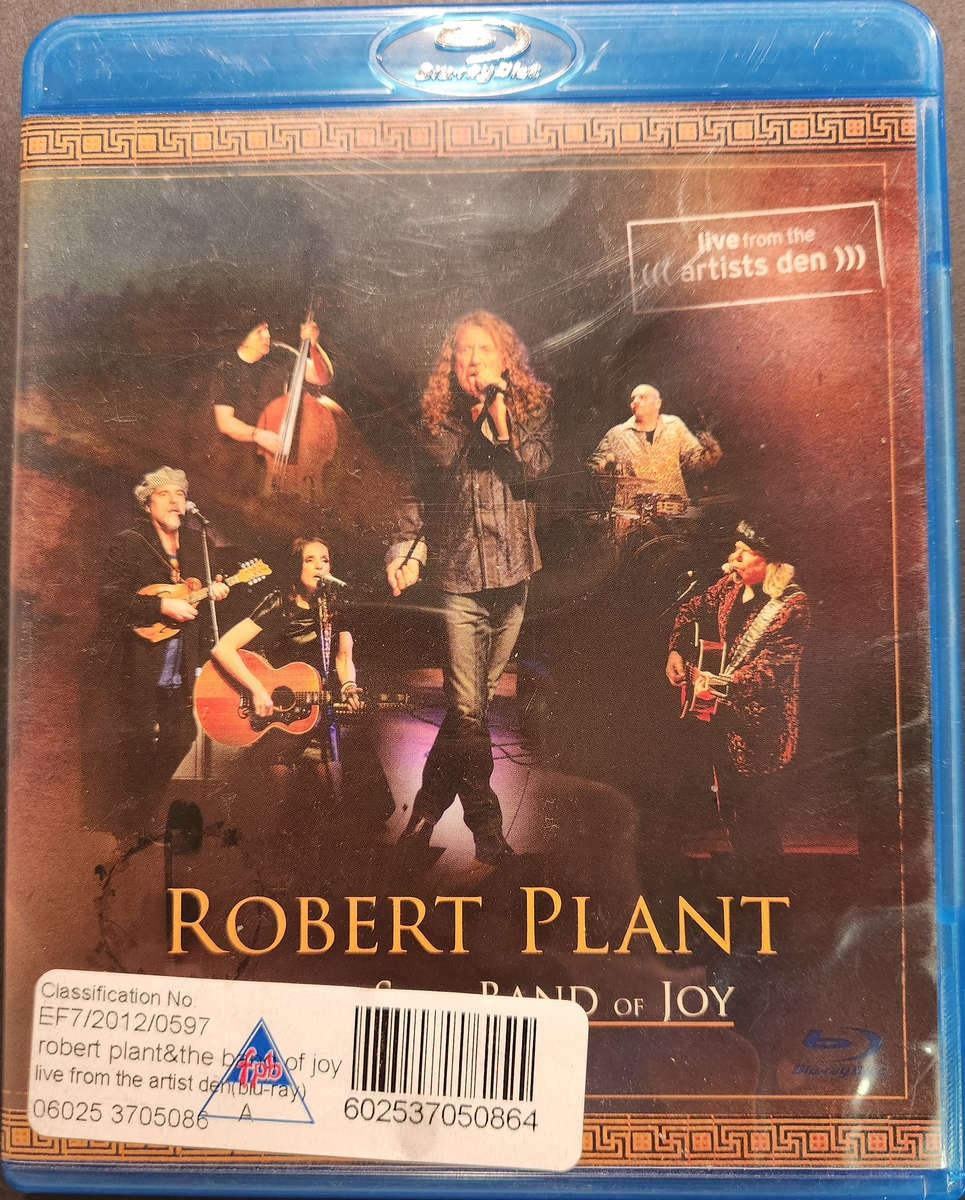 Blu-ray Disc
live from the
((( artists den )))
ROBERT PLANT
BAND OF JOY
Classification No
EF7/2012/0597
robert plant&the band of joy
live from the artist den(blu-ray)
fpb
06025 3705086
A
602537050864
Blu-ray Disc